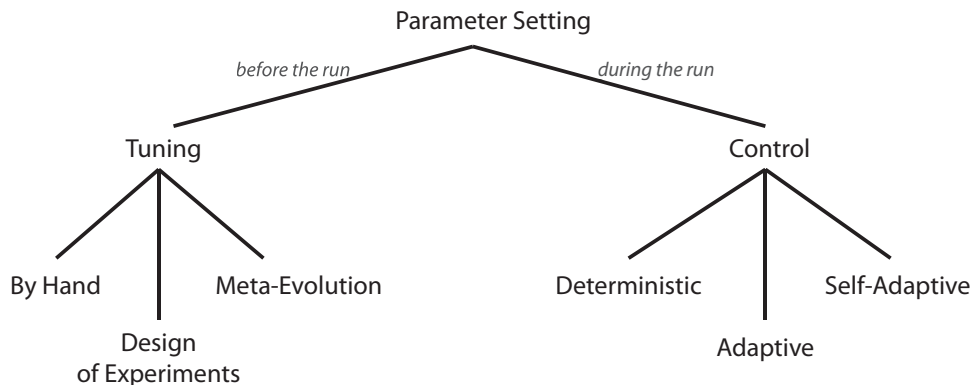 Parameter Setting
before the run
during the run
Tuning
Control
By Hand
Meta-Evolution
Deterministic
Self-Adaptive
Design
of Experiments
Adaptive